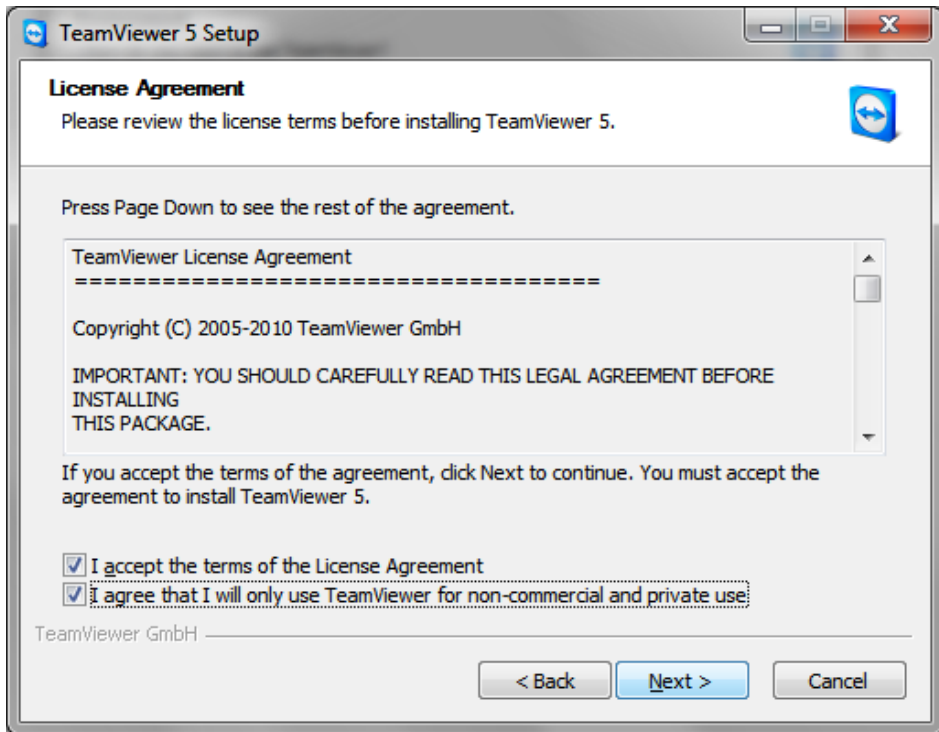 TeamViewer 5 Setup
License Agreement
Please review the license terms before installing TeamViewer 5.
Press Page Down to see the rest of the agreement.
TeamViewer License Agreement
====================================
Copyright (C) 2005-2010 TeamViewer GmbH
IMPORTANT: YOU SHOULD CAREFULLY READ THIS LEGAL AGREEMENT BEFORE
INSTALLING
THIS PACKAGE.
If you accept the terms of the agreement, click Next to continue. You must accept the
agreement to install TeamViewer 5.
I accept the terms of the License Agreement
I agree that I will only use TeamViewer for non-commercial and private use
TeamViewer GmbH
< Back Next > Cancel